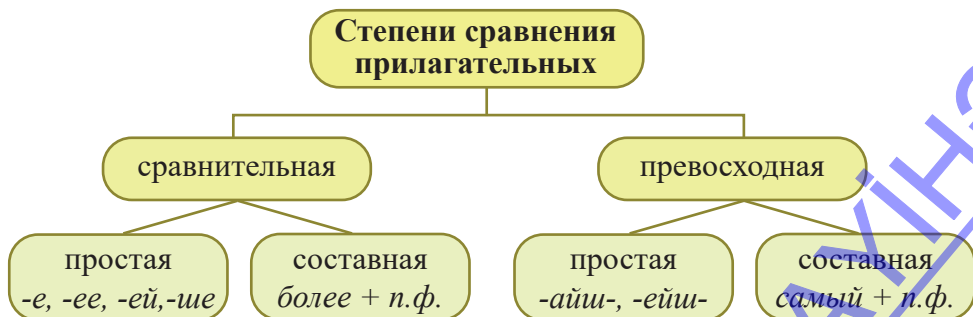 Степени сравнения
прилагательных
сравнительная
превосходная
простая
-е, -ее, -ей,-ше
составная
более + п.ф.
простая
-айш-, -ейш-
составная
самый + п.ф.